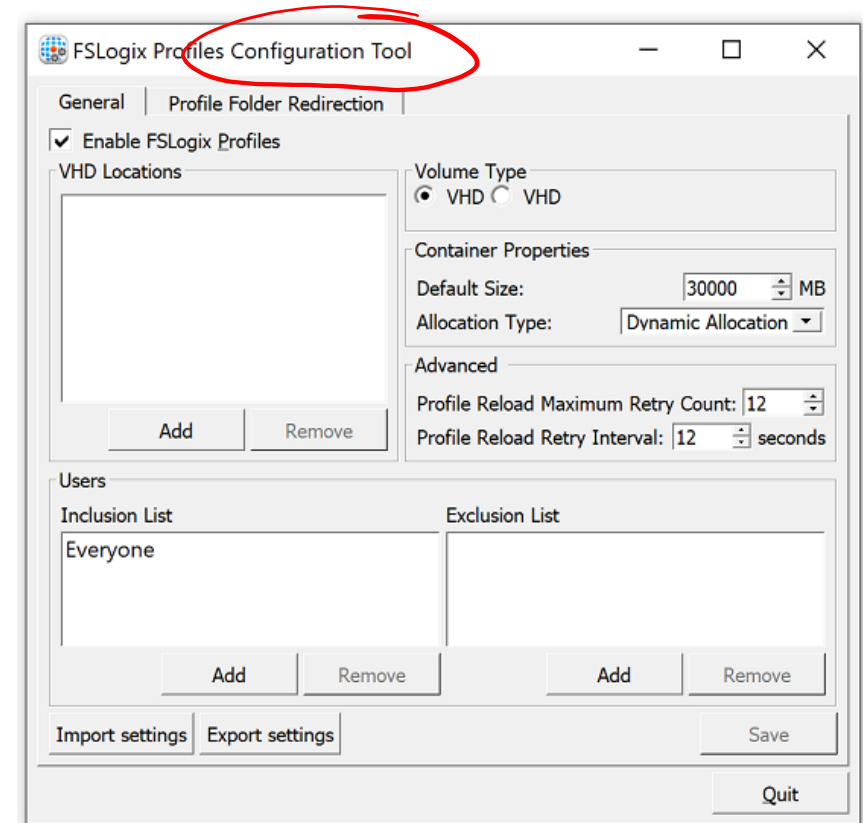 FSLogix Profiles Configuration Tool
General Profile Folder Redirection
Enable FSLogix Profiles
VHD Locations
Add Remove
Volume Type
VHD VHD
Container Properties
Default Size: 30000 MB
Allocation Type: Dynamic Allocation
Advanced
Profile Reload Maximum Retry Count: 12
Profile Reload Retry Interval: 12 seconds
Users
Inclusion List Exclusion List
Everyone
Add Remove Add Remove
Import settings Export settings Save
Quit